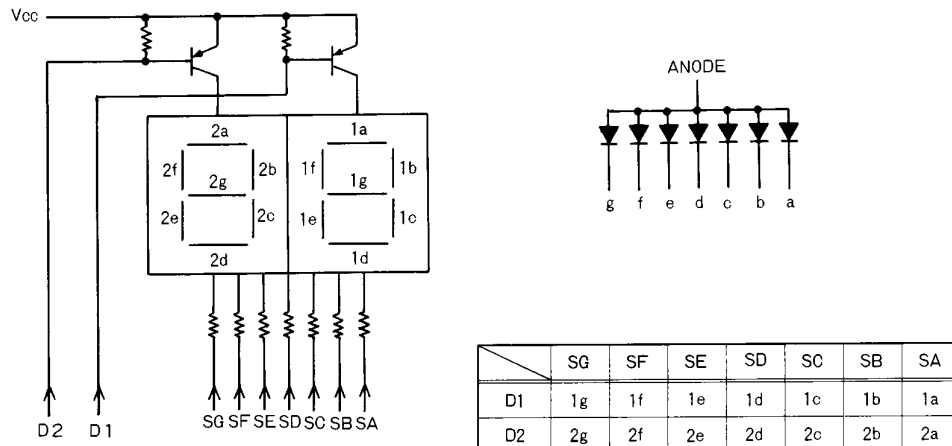 Vcc
ANODE
2a 1a
2f 2b 1f 1b
2g 1g
2e 2c 1e 1c
2d 1d
g f e d c b a
SG SF SE SD SC SB SA
D1 1g 1f 1e 1d 1c 1b 1a
D2 2g 2f 2e 2d 2c 2b 2a
D2 D1 SG SF SE SD SC SB SA